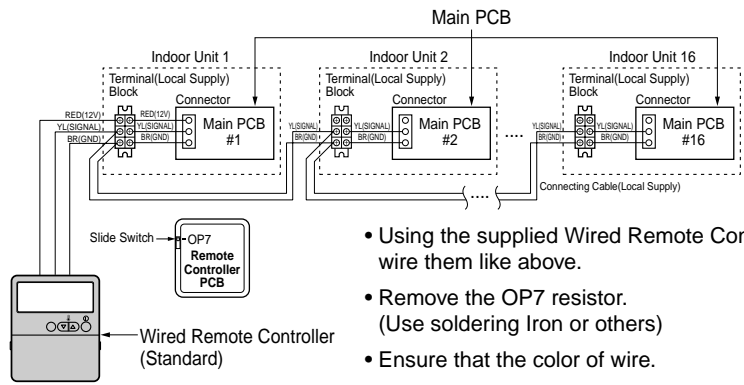 Main PCB
Indoor Unit 1
Indoor Unit 2
Indoor Unit 16
Terminal(Local Supply)
Block
Connector
Terminal(Local Supply)
Block
Connector
Terminal(Local Supply)
Block
Connector
RED(12V)
YL(SIGNAL)
BR(GND)
RED(12V)
YL(SIGNAL)
BR(GND)
Main PCB
#1
YL(SIGNAL)
BR(GND)
YL(SIGNAL)
BR(GND)
Main PCB
#2
....
YL(SIGNAL)
BR(GND)
YL(SIGNAL)
BR(GND)
Main PCB
#16
....
Connecting Cable(Local Supply)
Slide Switch
OP7
Remote
Controller
PCB
Wired Remote Controller
(Standard)
• Using the supplied Wired Remote
wire them like above.
• Remove the OP7 resistor.
(Use soldering Iron or others)
• Ensure that the color of wire.